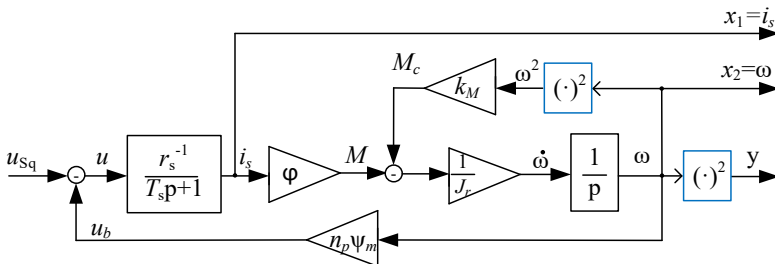 x₁=iₛ
M_c
k_M
ω²
(·)²
x₂=ω
u_Sq
-
u
rₛ⁻¹
Tₛp+1
iₛ
φ
M
-
1
J_r
ω̇
1
p
ω
(·)²
y
u_b
n_pψ_m